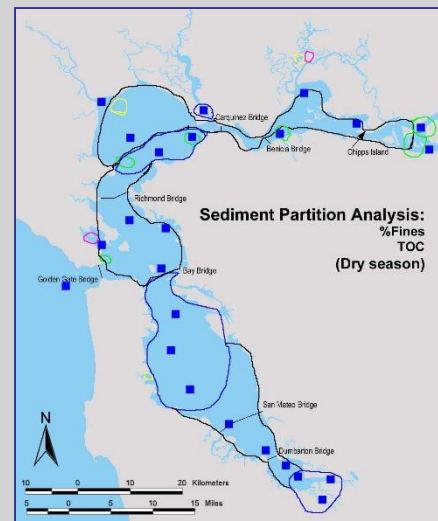 Carquinez Bridge
Benicia Bridge
Chipps Island
Richmond Bridge
Sediment Partition Analysis:
%Fines
TOC
(Dry season)
Bay Bridge
Golden Gate Bridge
San Mateo Bridge
N
Dumbarton Bridge
10 0 10 20 Kilometers
5 0 5 10 15 Miles